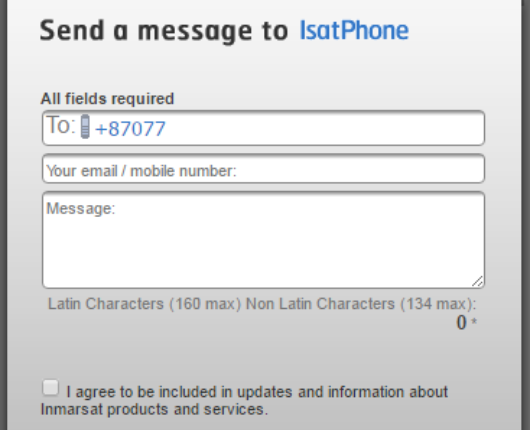 Send a message to IsatPhone
All fields required
To: +87077
Your email / mobile number:
Message:
Latin Characters (160 max) Non Latin Characters (134 max):
0 *
I agree to be included in updates and information about
Inmarsat products and services.